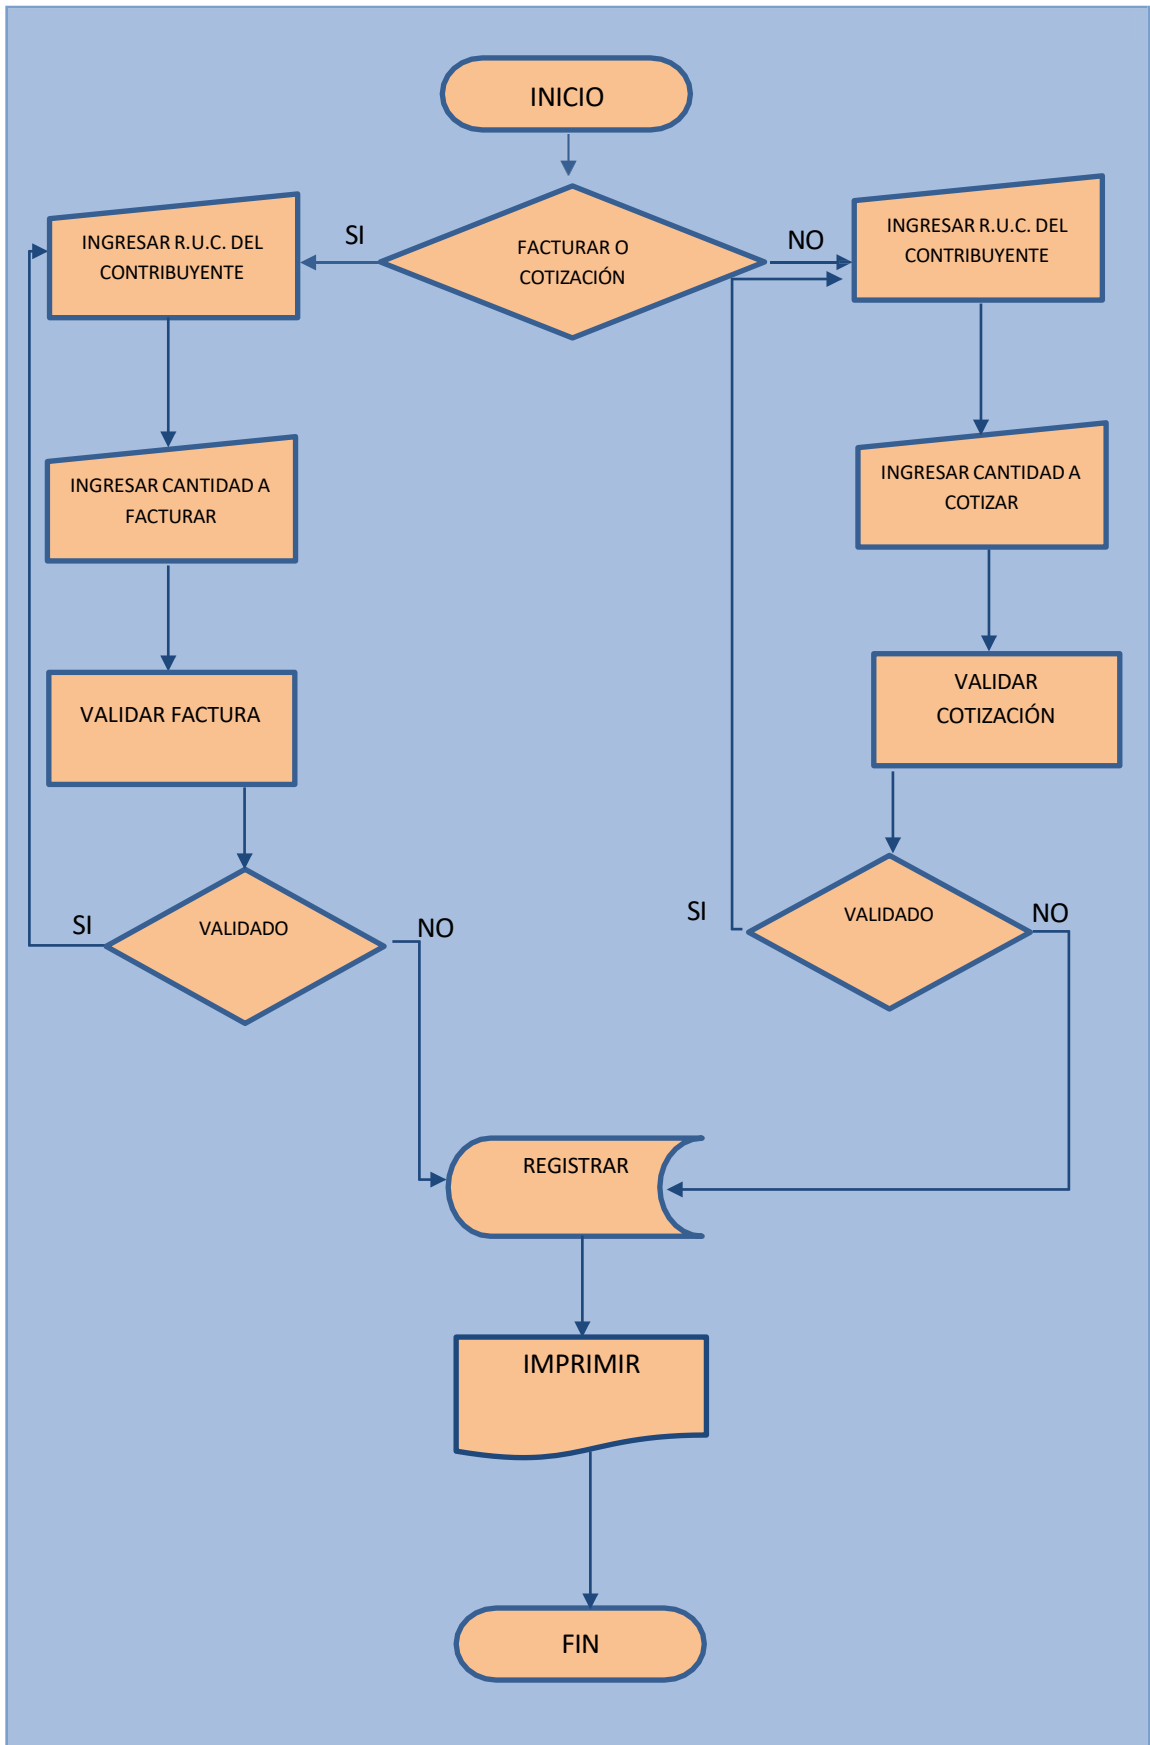 INICIO
SI
FACTURAR O
COTIZACIÓN
NO
INGRESAR R.U.C. DEL
CONTRIBUYENTE
INGRESAR R.U.C. DEL
CONTRIBUYENTE
INGRESAR CANTIDAD A
FACTURAR
INGRESAR CANTIDAD A
COTIZAR
VALIDAR FACTURA
VALIDAR
COTIZACIÓN
SI
VALIDADO
NO
SI
VALIDADO
NO
REGISTRAR
IMPRIMIR
FIN